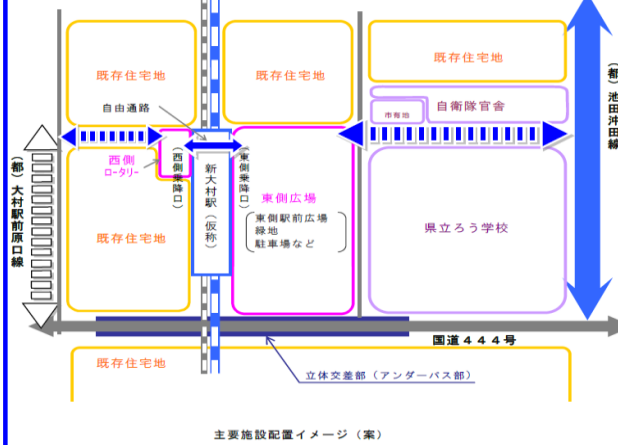 既存住宅地
既存住宅地
既存住宅地
(都)池田沖田線
自由通路
自衛隊官舎
市有地
西側
ロータリー
(西側乗降口)
新大村駅(仮称)
(東側乗降口)
(都)大村駅前原口線
東側広場
東側駅前広場
緑地
駐車場など
県立ろう学校
既存住宅地
国道444号
既存住宅地
立体交差部(アンダーパス部)
主要施設配置イメージ(案)